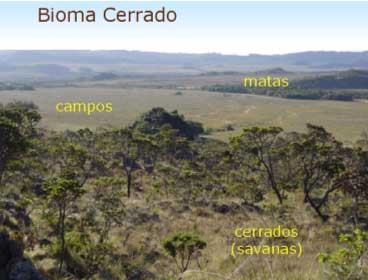 Bioma Cerrado
matas
campos
cerrados
(savanas)